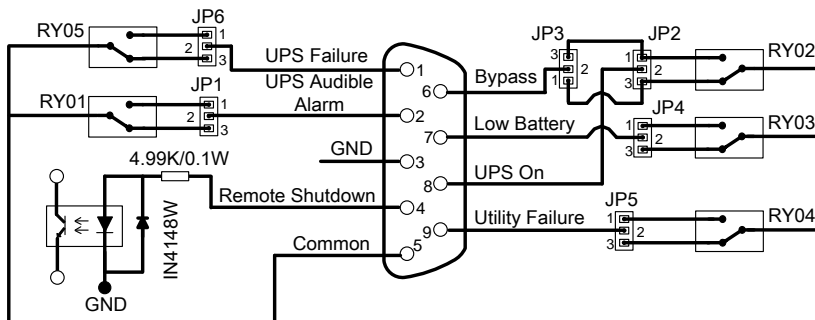 RY05
JP6
1
2
3
UPS Failure
RY01
JP1
1
2
3
UPS Audible
Alarm
GND
4.99K/0.1W
Remote Shutdown
IN4148W
GND
Common
1
2
3
4
5
6
7
8
9
Bypass
Low Battery
UPS On
Utility Failure
JP3
3
2
1
JP2
1
2
3
RY02
JP4
1
2
3
RY03
JP5
1
2
3
RY04